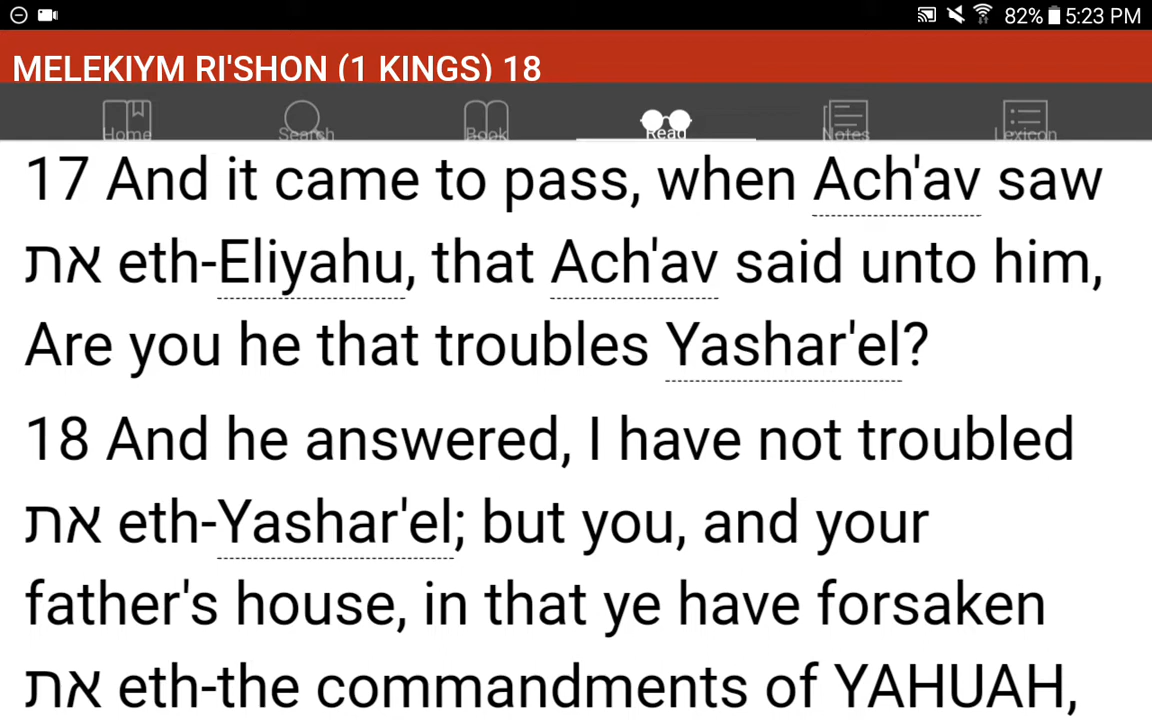 82% 5:23 PM
MELEKIYM RI'SHON (1 KINGS) 18
Home Search Book Read Notes Lexicon
17 And it came to pass, when Ach'av saw
את eth-Eliyahu, that Ach'av said unto him,
Are you he that troubles Yashar'el?
18 And he answered, I have not troubled
את eth-Yashar'el; but you, and your
father's house, in that ye have forsaken
את eth-the commandments of YAHUAH,